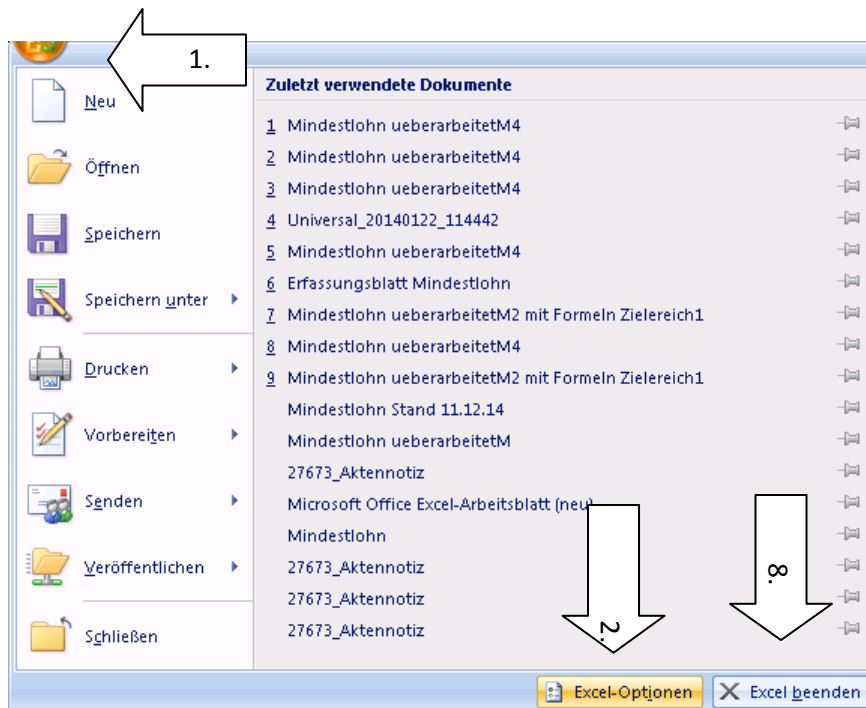 1.
Neu
Öffnen
Speichern
Speichern unter
Drucken
Vorbereiten
Senden
Veröffentlichen
Schließen
Zuletzt verwendete Dokumente
1 Mindestlohn ueberarbeitetM4
2 Mindestlohn ueberarbeitetM4
3 Mindestlohn ueberarbeitetM4
4 Universal_20140122_114442
5 Mindestlohn ueberarbeitetM4
6 Erfassungsblatt Mindestlohn
7 Mindestlohn ueberarbeitetM2 mit Formeln Zielereich1
8 Mindestlohn ueberarbeitetM4
9 Mindestlohn ueberarbeitetM2 mit Formeln Zielereich1
Mindestlohn Stand 11.12.14
Mindestlohn ueberarbeitetM
27673_Aktennotiz
Microsoft Office Excel-Arbeitsblatt (neu)
Mindestlohn
27673_Aktennotiz
27673_Aktennotiz
27673_Aktennotiz
2.
8.
Excel-Optionen
Excel beenden